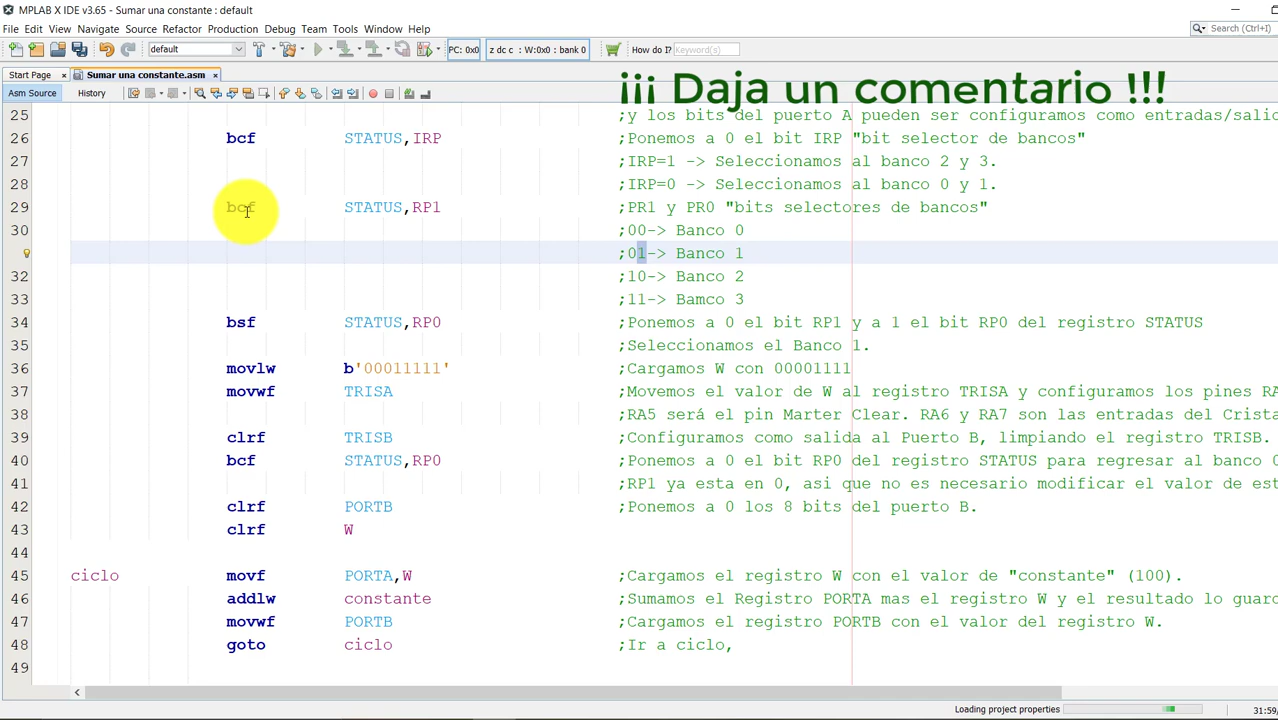 MPLAB X IDE v3.65 - Sumar una constante : default
File Edit View Navigate Source Refactor Production Debug Team Tools Window Help
Search (Ctrl+I)
default
PC: 0x0
z dc c : W:0x0 : bank 0
How do I?
Keyword(s)
Start Page
Sumar una constante.asm
¡¡¡ Daja un comentario !!!
Asm Source
History
25 ;y los bits del puerto A pueden ser configuramos como entradas/salid
26 bcf STATUS,IRP ;Ponemos a 0 el bit IRP "bit selector de bancos"
27 ;IRP=1 -> Seleccionamos al banco 2 y 3.
28 ;IRP=0 -> Seleccionamos al banco 0 y 1.
29 bcf STATUS,RP1 ;PR1 y PR0 "bits selectores de bancos"
30 ;00-> Banco 0
;01-> Banco 1
32 ;10-> Banco 2
33 ;11-> Bamco 3
34 bsf STATUS,RP0 ;Ponemos a 0 el bit RP1 y a 1 el bit RP0 del registro STATUS
35 ;Seleccionamos el Banco 1.
36 movlw b'00011111' ;Cargamos W con 00001111
37 movwf TRISA ;Movemos el valor de W al registro TRISA y configuramos los pines RA
38 ;RA5 será el pin Marter Clear. RA6 y RA7 son las entradas del Crista
39 clrf TRISB ;Configuramos como salida al Puerto B, limpiando el registro TRISB.
40 bcf STATUS,RP0 ;Ponemos a 0 el bit RP0 del registro STATUS para regresar al banco 0
41 ;RP1 ya esta en 0, asi que no es necesario modificar el valor de est
42 clrf PORTB ;Ponemos a 0 los 8 bits del puerto B.
43 clrf W
44
45 ciclo movf PORTA,W ;Cargamos el registro W con el valor de "constante" (100).
46 addlw constante ;Sumamos el Registro PORTA mas el registro W y el resultado lo guard
47 movwf PORTB ;Cargamos el registro PORTB con el valor del registro W.
48 goto ciclo ;Ir a ciclo,
49
Loading project properties
31:59/